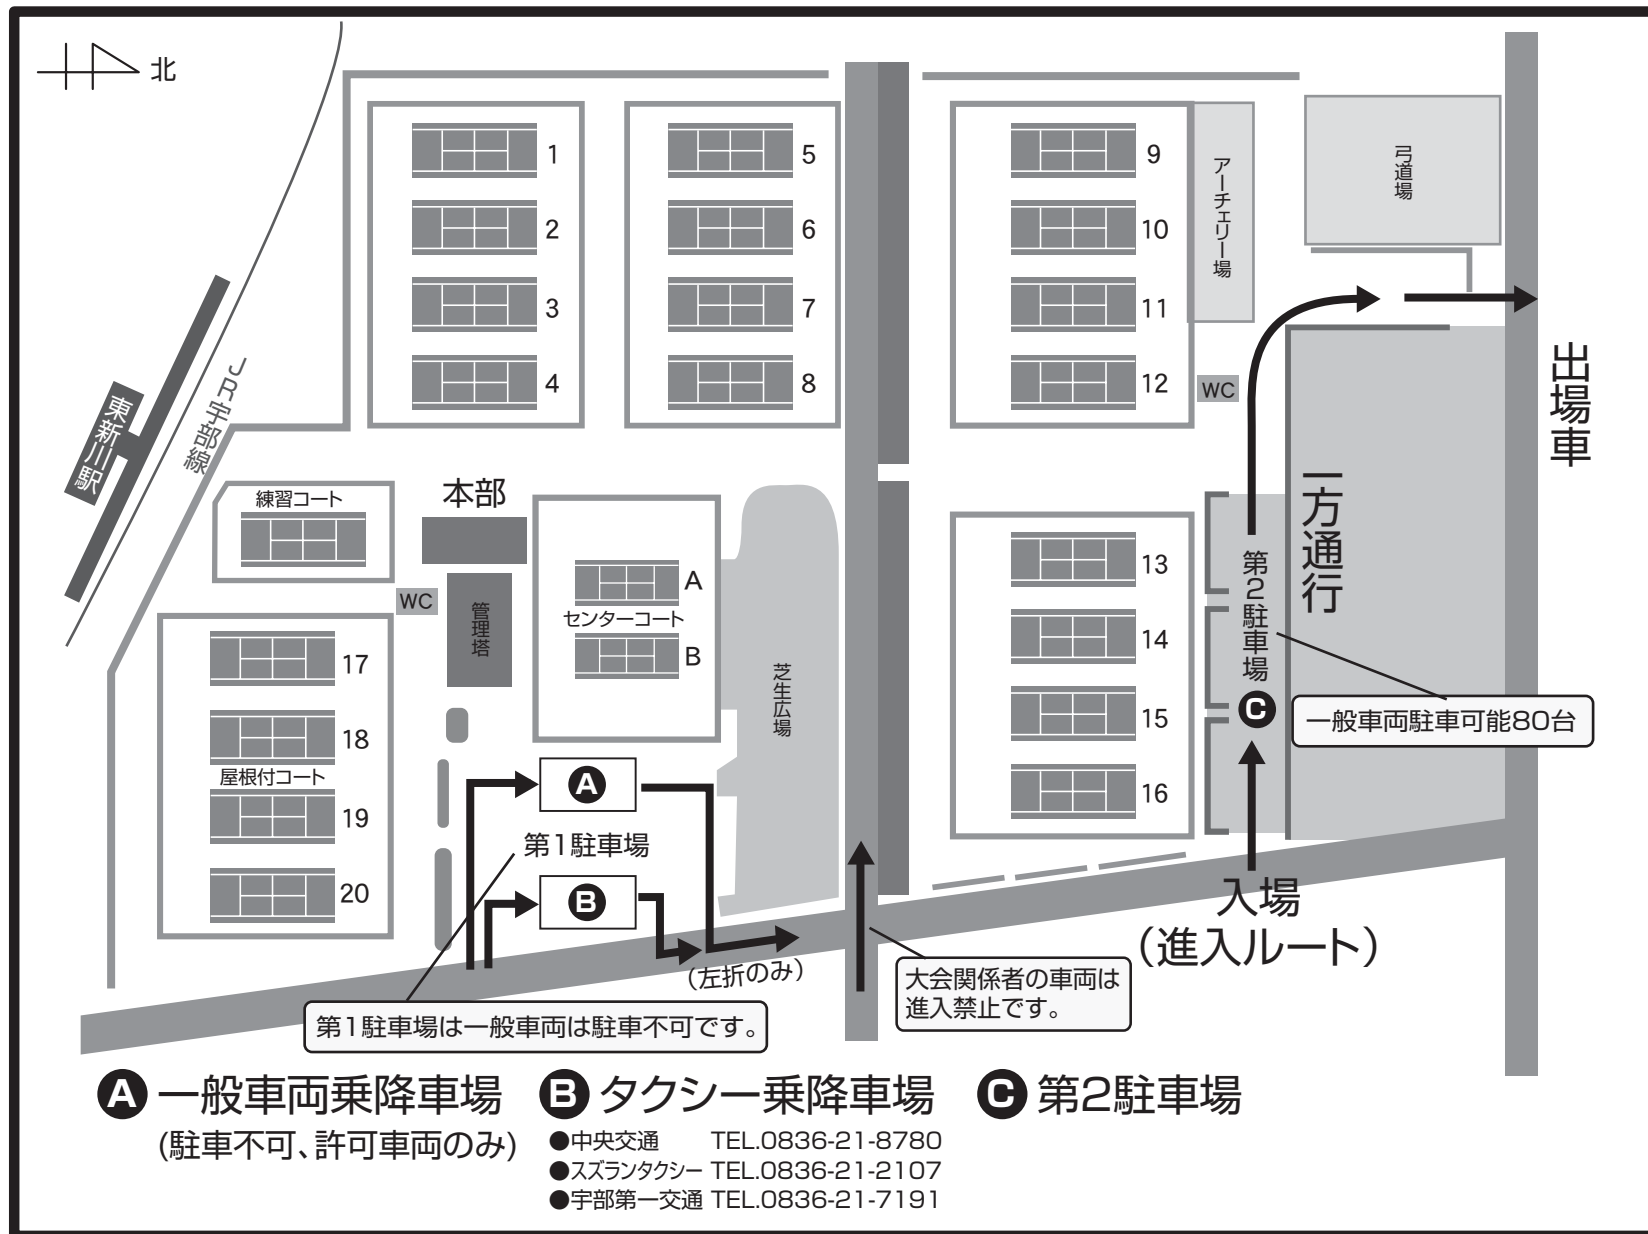 北
1
2
3
4
5
6
7
8
9
10
11
12
アーチェリー場
弓道場
WC
出場車
JR宇部線
東新川駅
練習コート
本部
WC
管理塔
A
センターコート
B
芝生広場
13
14
15
16
第2駐車場
C
一方通行
一般車両駐車可能80台
17
18
屋根付コート
19
20
A
第1駐車場
B
(左折のみ)
入場
(進入ルート)
大会関係者の車両は
進入禁止です。
第1駐車場は一般車両は駐車不可です。
A 一般車両乗降車場
(駐車不可、許可車両のみ)
B タクシー乗降車場
●中央交通 TEL.0836-21-8780
●スズランタクシー TEL.0836-21-2107
●宇部第一交通 TEL.0836-21-7191
C 第2駐車場